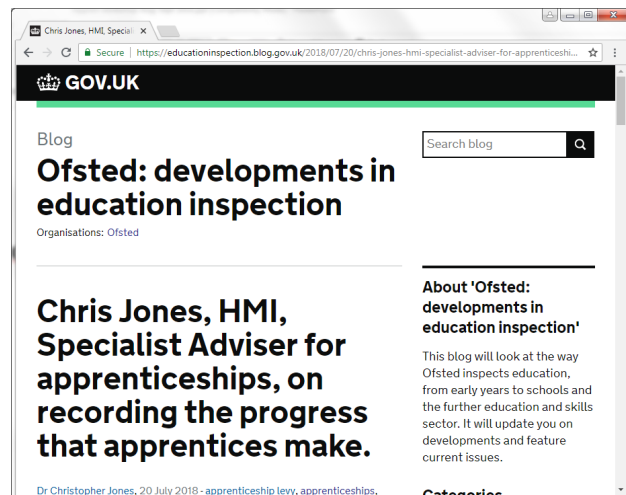 Chris Jones, HMI, Special
Secure | https://educationinspection.blog.gov.uk/2018/07/20/chris-jones-hmi-specialist-adviser-for-apprenticeshi...
GOV.UK
Blog
Ofsted: developments in
education inspection
Organisations: Ofsted
Search blog
Chris Jones, HMI,
Specialist Adviser for
apprenticeships, on
recording the progress
that apprentices make.
Dr Christopher Jones, 20 July 2018 - apprenticeship levy, apprenticeships,
About 'Ofsted:
developments in
education inspection'
This blog will look at the way
Ofsted inspects education,
from early years to schools and
the further education and skills
sector. It will update you on
developments and feature
current issues.
Categories